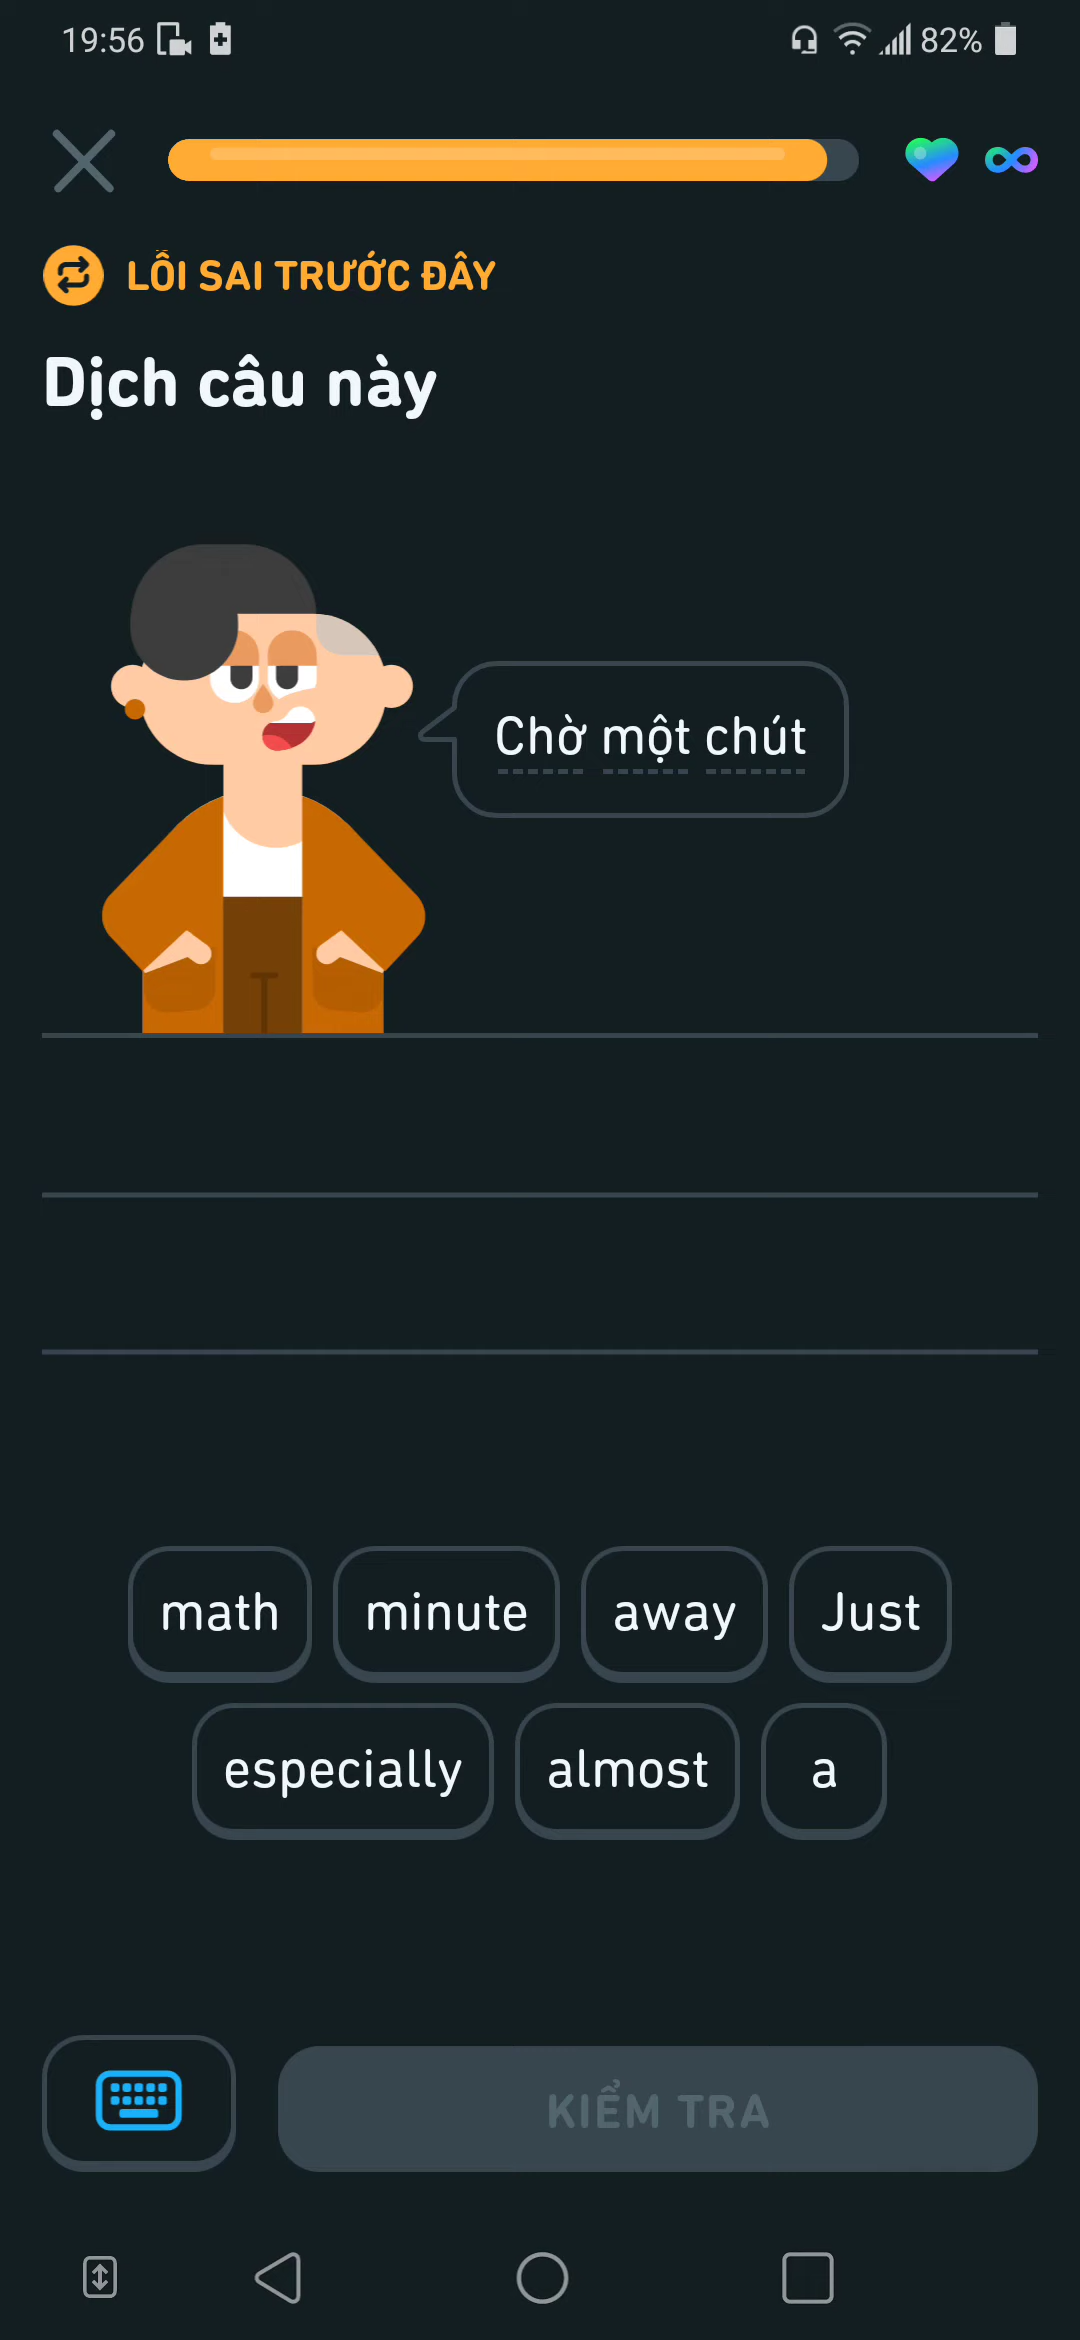 19:56 82%
LỖI SAI TRƯỚC ĐÂY
Dịch câu này
Chờ một chút
math minute away Just
especially almost a
KIỂM TRA